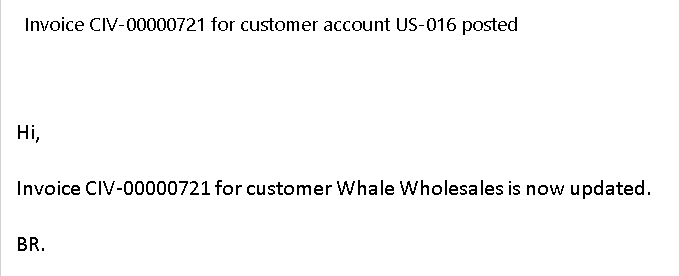 Invoice CIV-00000721 for customer account US-016 posted
Hi,
Invoice CIV-00000721 for customer Whale Wholesales is now updated.
BR.